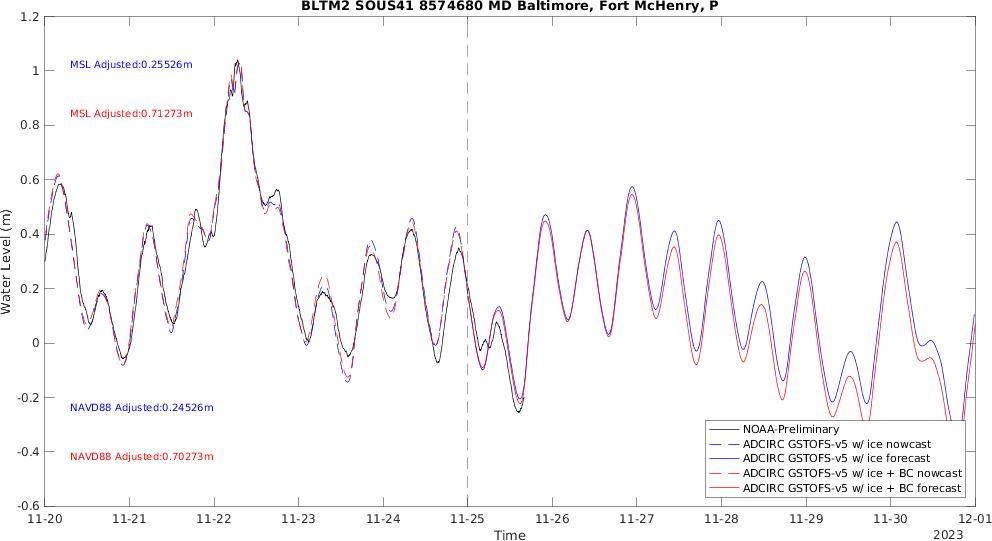 BLTM2 SOUS41 8574680 MD Baltimore, Fort McHenry, P
1.2
1
0.8
0.6
0.4
0.2
0
-0.2
-0.4
-0.6
Water Level (m)
MSL Adjusted:0.25526m
MSL Adjusted:0.71273m
NAVD88 Adjusted:0.24526m
NAVD88 Adjusted:0.70273m
NOAA-Preliminary
ADCIRC GSTOFS-v5 w/ ice nowcast
ADCIRC GSTOFS-v5 w/ ice forecast
ADCIRC GSTOFS-v5 w/ ice + BC nowcast
ADCIRC GSTOFS-v5 w/ ice + BC forecast
11-20 11-21 11-22 11-23 11-24 11-25 11-26 11-27 11-28 11-29 11-30 12-01
Time
2023